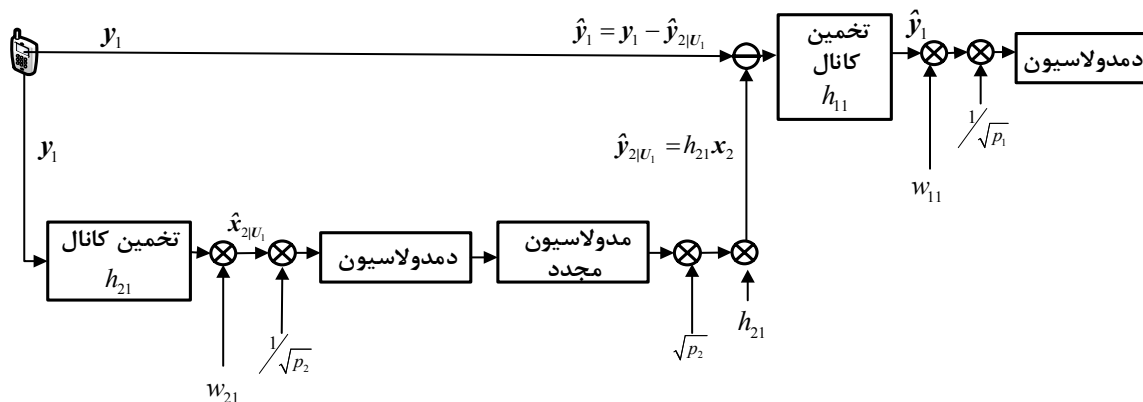 y₁
ŷ₁ = y₁ − ŷ₂|U₁
تخمین
کانال
h₁₁
ŷ₁
دمدولاسیون
1/√p₁
w₁₁
ŷ₂|U₁ = h₂₁x₂
y₁
تخمین کانال
h₂₁
x̂₂|U₁
دمدولاسیون
مدولاسیون
مجدد
1/√p₂
w₂₁
√p₂
h₂₁